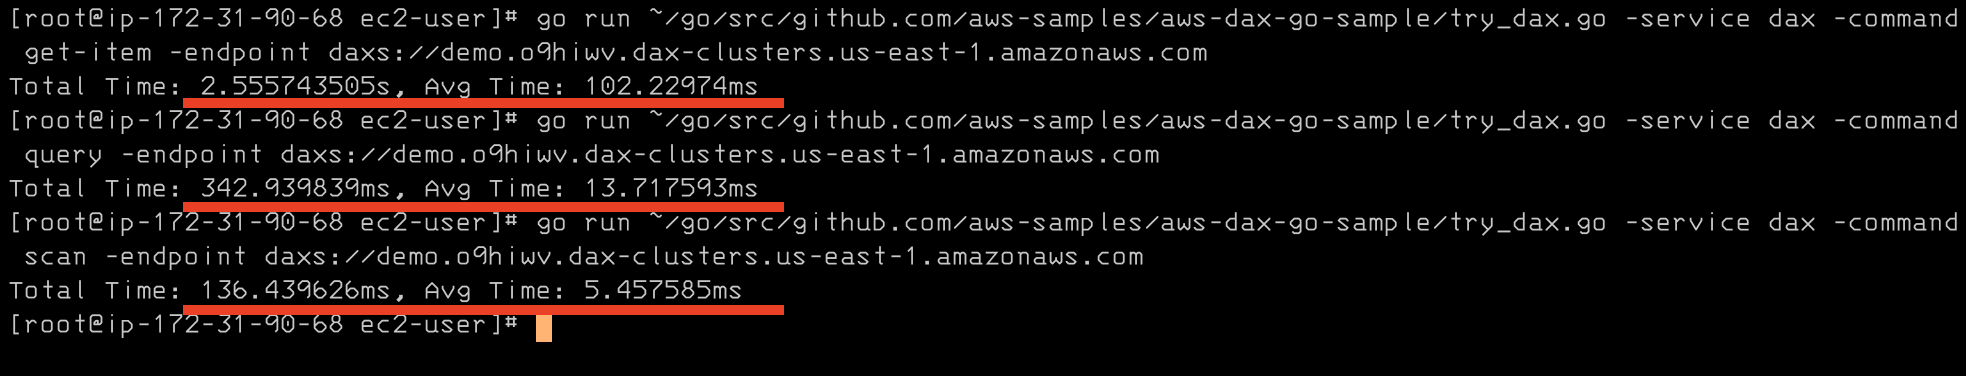 [root@ip-172-31-90-68 ec2-user]# go run ~/go/src/github.com/aws-samples/aws-dax-go-sample/try_dax.go -service dax -command
get-item -endpoint daxs://demo.o9hiwv.dax-clusters.us-east-1.amazonaws.com
Total Time: 2.555743505s, Avg Time: 102.22974ms
[root@ip-172-31-90-68 ec2-user]# go run ~/go/src/github.com/aws-samples/aws-dax-go-sample/try_dax.go -service dax -command
query -endpoint daxs://demo.o9hiwv.dax-clusters.us-east-1.amazonaws.com
Total Time: 342.939839ms, Avg Time: 13.717593ms
[root@ip-172-31-90-68 ec2-user]# go run ~/go/src/github.com/aws-samples/aws-dax-go-sample/try_dax.go -service dax -command
scan -endpoint daxs://demo.o9hiwv.dax-clusters.us-east-1.amazonaws.com
Total Time: 136.439626ms, Avg Time: 5.457585ms
[root@ip-172-31-90-68 ec2-user]#